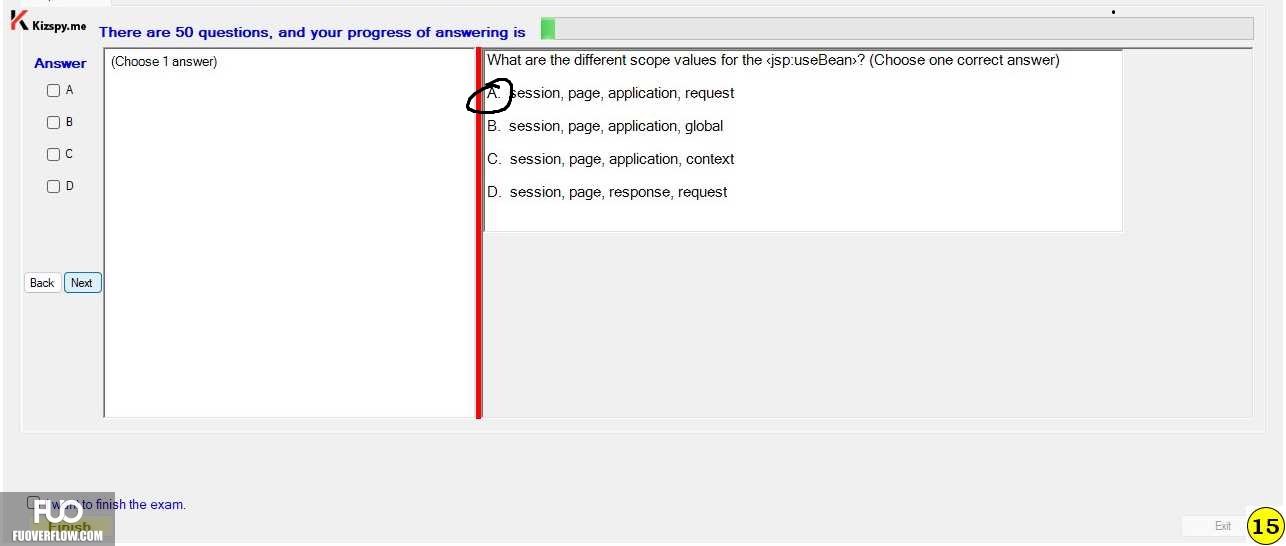 Kizspy.me
There are 50 questions, and your progress of answering is
Answer
(Choose 1 answer)
A
B
C
D
Back
Next
What are the different scope values for the ‹jsp:useBean›? (Choose one correct answer)
A. session, page, application, request
B. session, page, application, global
C. session, page, application, context
D. session, page, response, request
I want to finish the exam.
Finish
FUO
FUOVERFLOW.COM
Exit
15